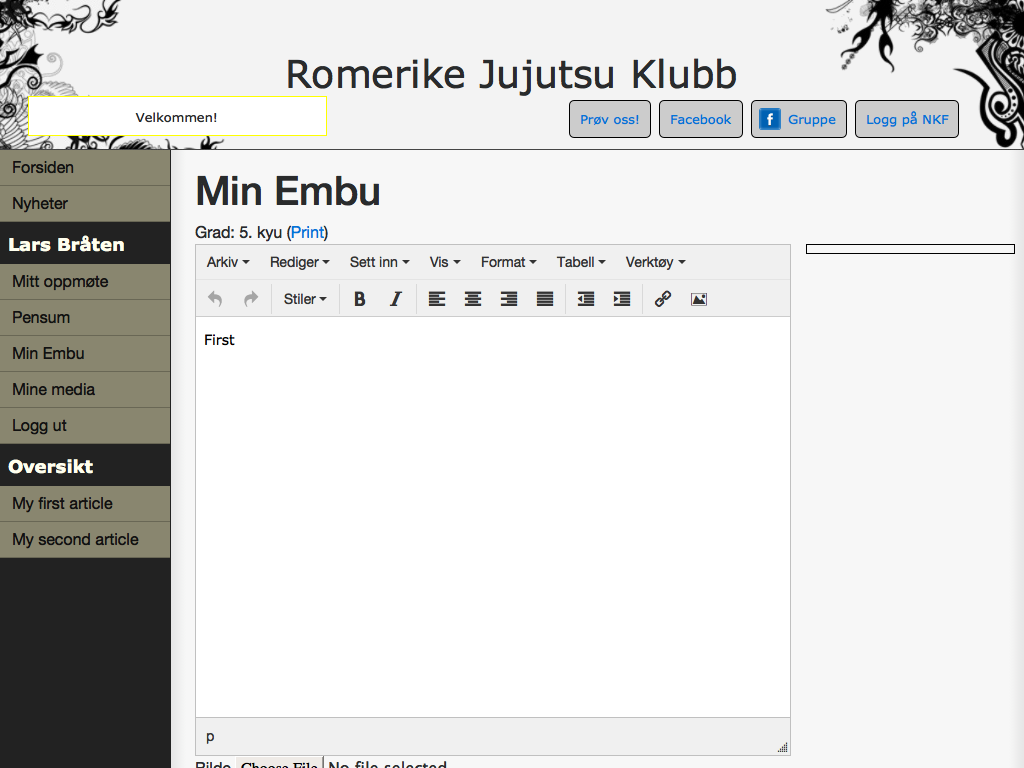 Romerike Jujutsu Klubb
Velkommen!
Prøv oss!
Facebook
Gruppe
Logg på NKF
Forsiden
Nyheter
Lars Bråten
Mitt oppmøte
Pensum
Min Embu
Mine media
Logg ut
Oversikt
My first article
My second article
Min Embu
Grad: 5. kyu (Print)
Arkiv Rediger Sett inn Vis Format Tabell Verktøy
Stiler B I
First
p
Bilde Choose File No file selected